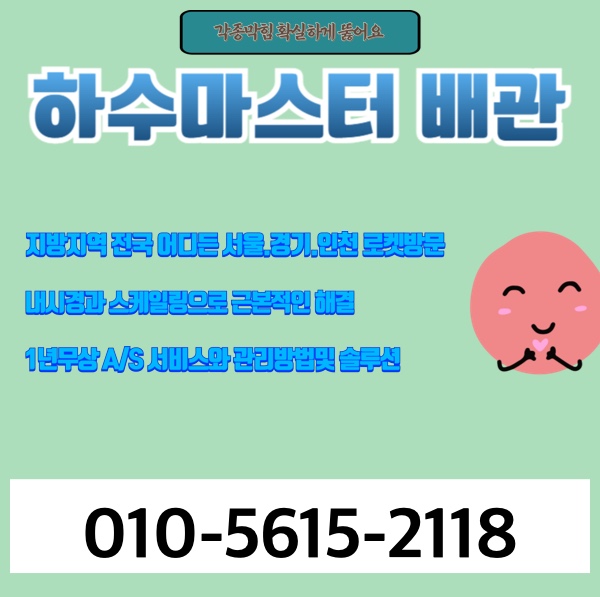 각종막힘 확실하게 뚫어요
하수마스터 배관
지방지역 전국 어디든 서울,경기,인천 로켓방문
내시경과 스케일링으로 근본적인 해결
1년무상 A/S 서비스와 관리방법및 솔루션
010-5615-2118